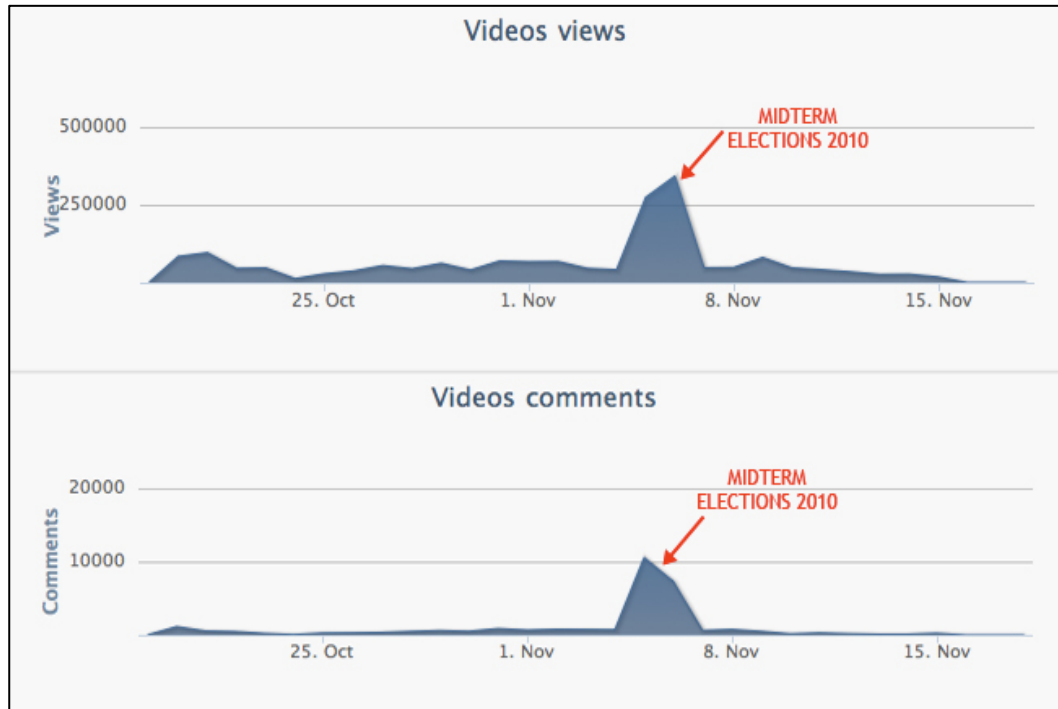 Videos views
500000
MIDTERM
ELECTIONS 2010
250000
Views
25. Oct
1. Nov
8. Nov
15. Nov
Videos comments
20000
MIDTERM
ELECTIONS 2010
10000
Comments
25. Oct
1. Nov
8. Nov
15. Nov